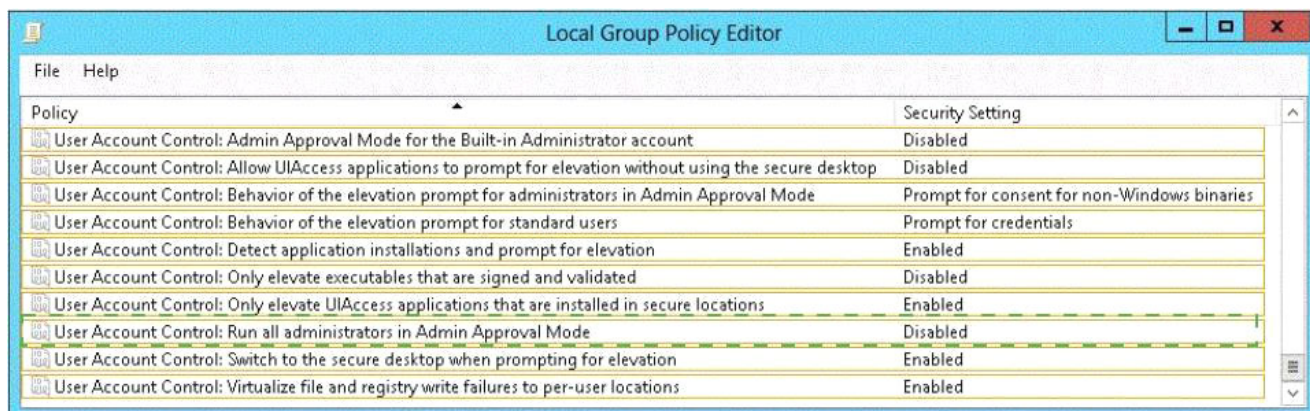 Local Group Policy Editor
File Help
Policy Security Setting
User Account Control: Admin Approval Mode for the Built-in Administrator account Disabled
User Account Control: Allow UIAccess applications to prompt for elevation without using the secure desktop Disabled
User Account Control: Behavior of the elevation prompt for administrators in Admin Approval Mode Prompt for consent for non-Windows binaries
User Account Control: Behavior of the elevation prompt for standard users Prompt for credentials
User Account Control: Detect application installations and prompt for elevation Enabled
User Account Control: Only elevate executables that are signed and validated Disabled
User Account Control: Only elevate UIAccess applications that are installed in secure locations Enabled
User Account Control: Run all administrators in Admin Approval Mode Disabled
User Account Control: Switch to the secure desktop when prompting for elevation Enabled
User Account Control: Virtualize file and registry write failures to per-user locations Enabled